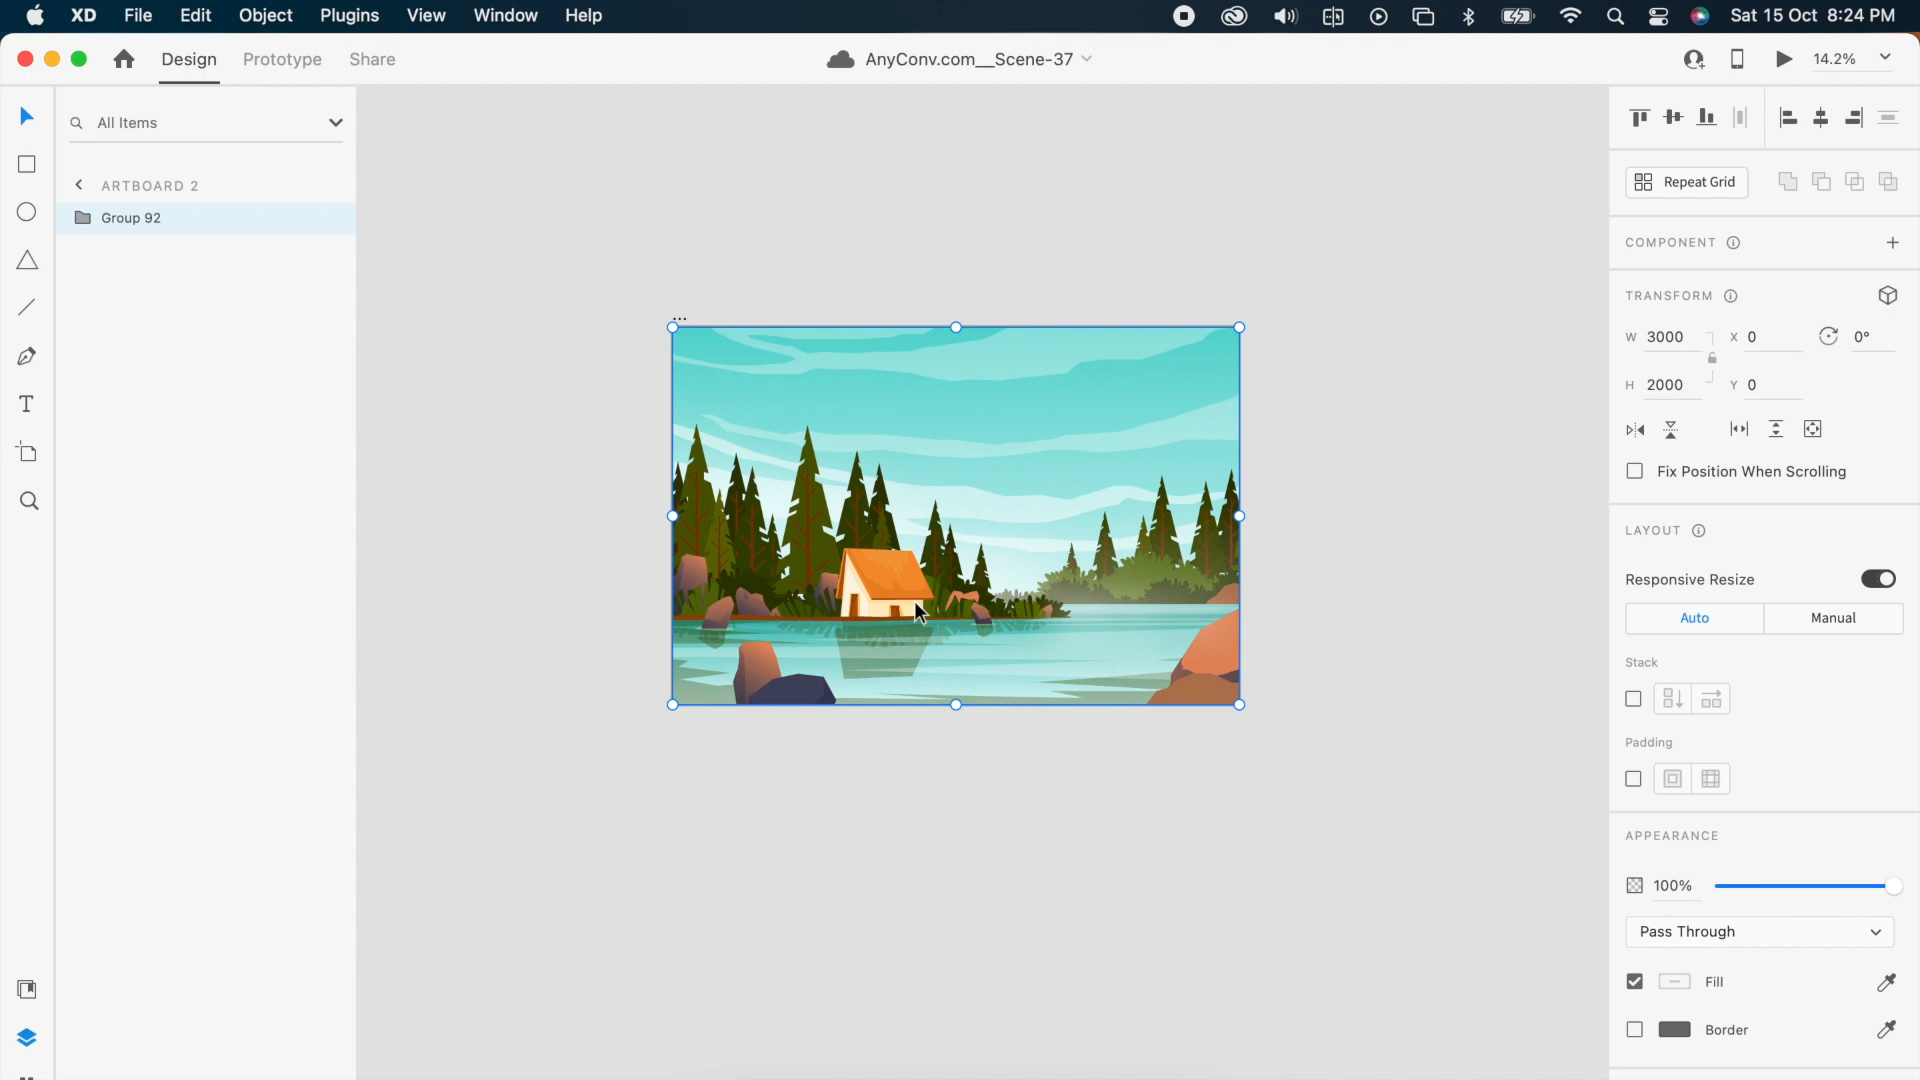 XD File Edit Object Plugins View Window Help Sat 15 Oct 8:24 PM
Design Prototype Share AnyConv.com__Scene-37 14.2%
All Items
ARTBOARD 2
Group 92
Repeat Grid
COMPONENT
TRANSFORM
W 3000 X 0 0°
H 2000 Y 0
Fix Position When Scrolling
LAYOUT
Responsive Resize
Auto Manual
Stack
Padding
APPEARANCE
100%
Pass Through
Fill
Border